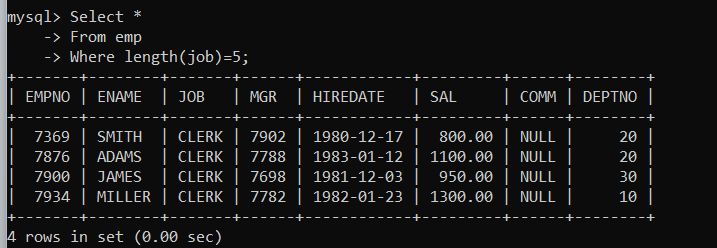 mysql> Select *
    -> From emp
    -> Where length(job)=5;
+-------+--------+-------+------+------------+---------+------+--------+
| EMPNO | ENAME  | JOB   | MGR  | HIREDATE   | SAL     | COMM | DEPTNO |
+-------+--------+-------+------+------------+---------+------+--------+
|  7369 | SMITH  | CLERK | 7902 | 1980-12-17 |  800.00 | NULL |     20 |
|  7876 | ADAMS  | CLERK | 7788 | 1983-01-12 | 1100.00 | NULL |     20 |
|  7900 | JAMES  | CLERK | 7698 | 1981-12-03 |  950.00 | NULL |     30 |
|  7934 | MILLER | CLERK | 7782 | 1982-01-23 | 1300.00 | NULL |     10 |
+-------+--------+-------+------+------------+---------+------+--------+
4 rows in set (0.00 sec)